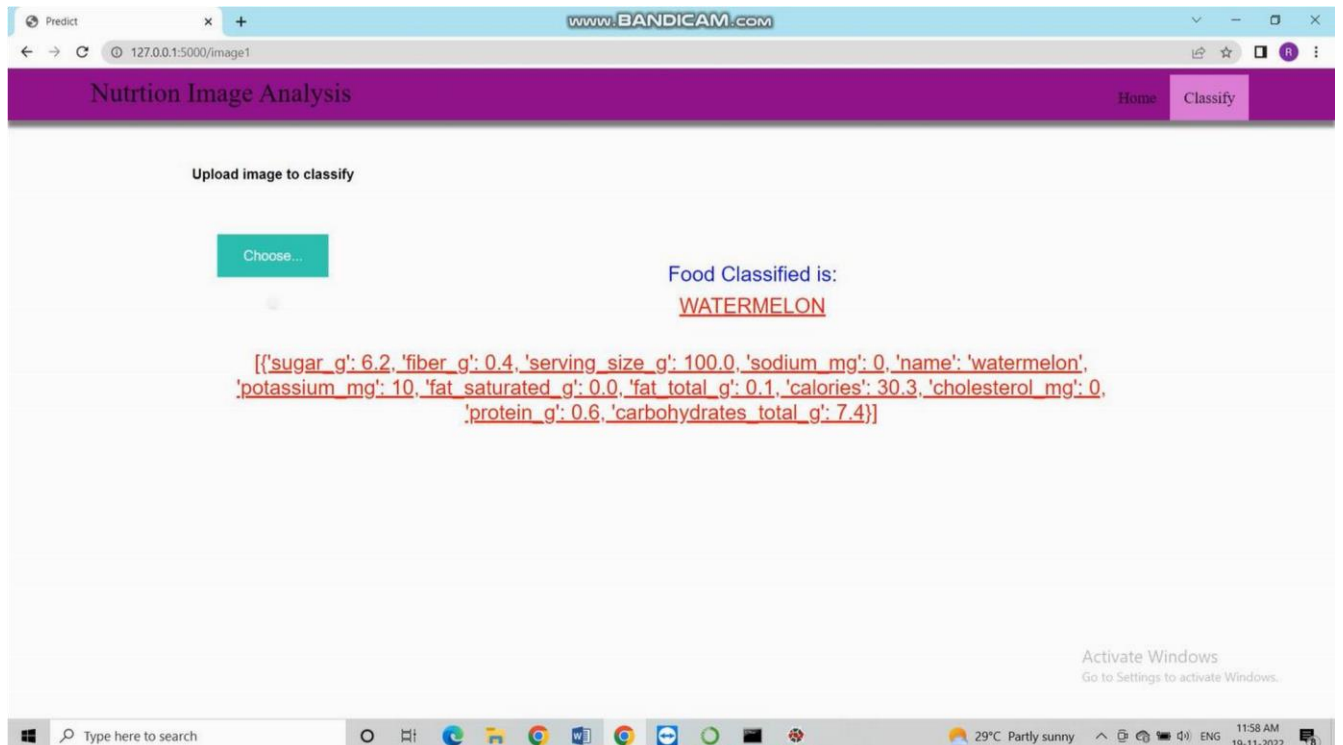 Predict
www.BANDICAM.com
127.0.0.1:5000/image1
R
Nutrtion Image Analysis
Home
Classify
Upload image to classify
Choose...
Food Classified is:
WATERMELON
[{'sugar_g': 6.2, 'fiber_g': 0.4, 'serving_size_g': 100.0, 'sodium_mg': 0, 'name': 'watermelon',
'potassium_mg': 10, 'fat_saturated_g': 0.0, 'fat_total_g': 0.1, 'calories': 30.3, 'cholesterol_mg': 0,
'protein_g': 0.6, 'carbohydrates_total_g': 7.4}]
Activate Windows
Go to Settings to activate Windows.
Type here to search
29°C Partly sunny
ENG
11:58 AM
19-11-2022